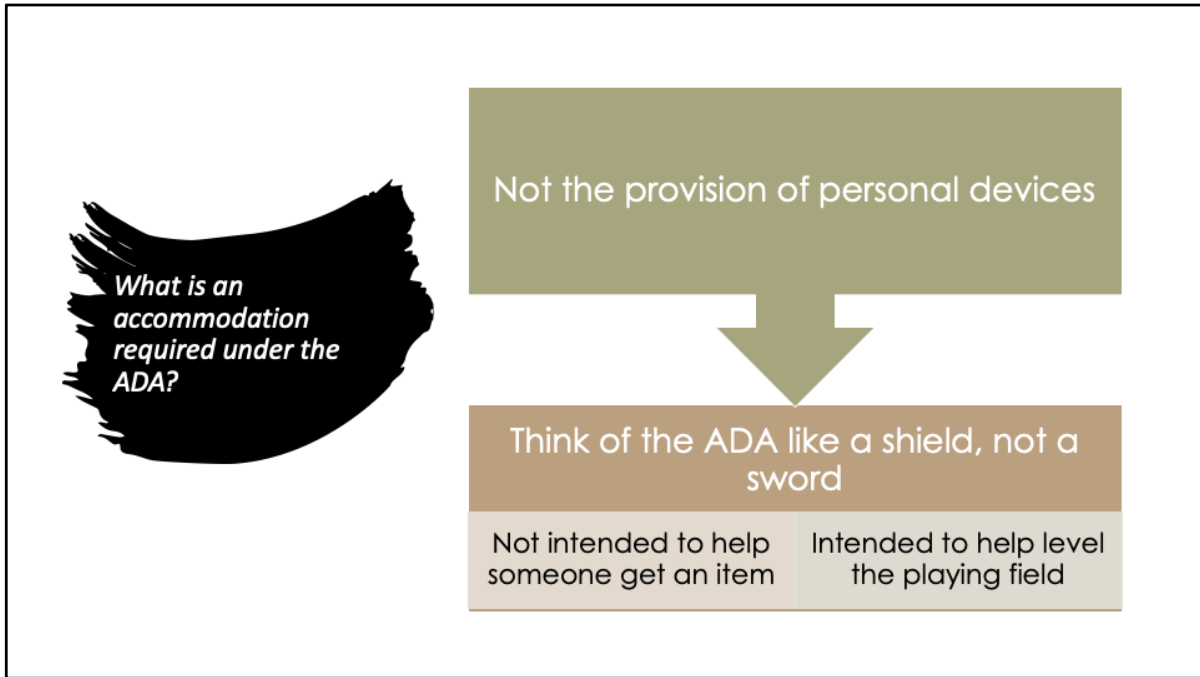 What is an
accommodation
required under the
ADA?
Not the provision of personal devices
Think of the ADA like a shield, not a
sword
Not intended to help
someone get an item
Intended to help level
the playing field